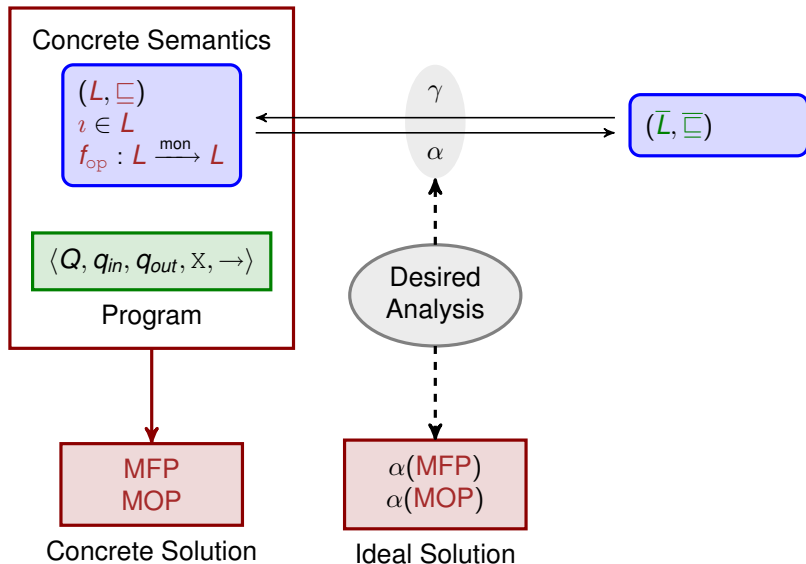 Concrete Semantics
(L, ⊑)
ı ∈ L
f_op : L —mon→ L
⟨Q, q_in, q_out, X, →⟩
Program
γ
α
(L̅, ⊑̅)
Desired
Analysis
MFP
MOP
Concrete Solution
α(MFP)
α(MOP)
Ideal Solution